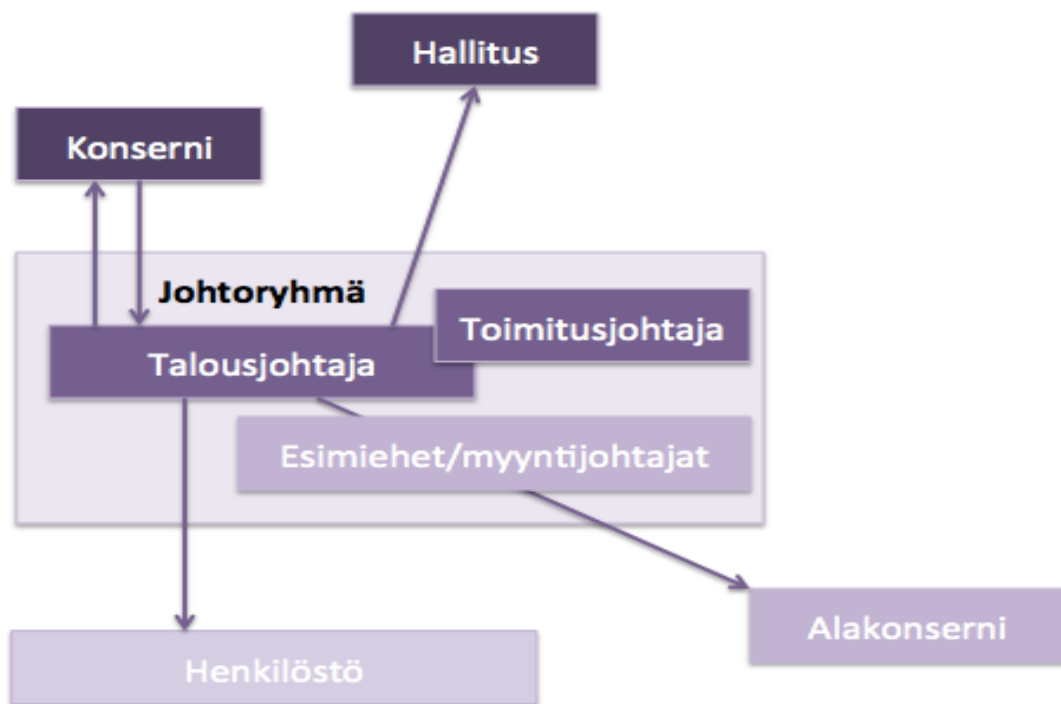 Hallitus
Konserni
Johtoryhmä
Toimitusjohtaja
Talousjohtaja
Esimiehet/myyntijohtajat
Alakonserni
Henkilöstö